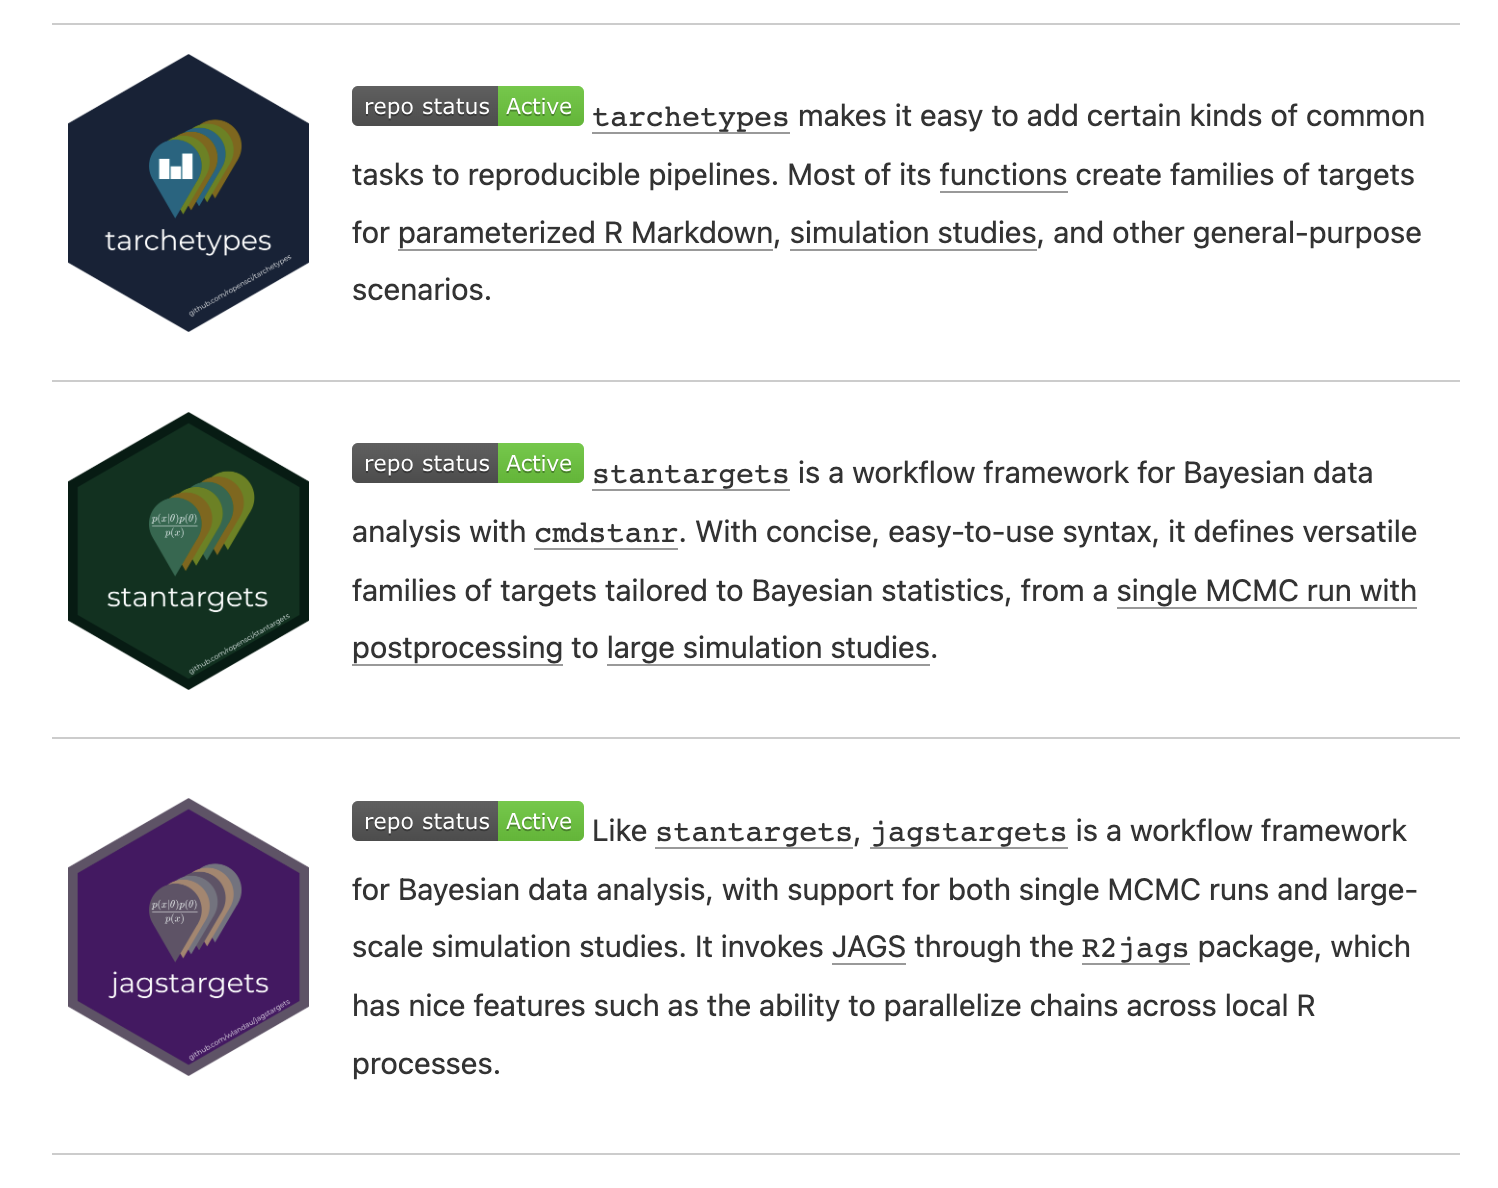 tarchetypes
github.com/ropensci/tarchetypes
repo status Active tarchetypes makes it easy to add certain kinds of common
tasks to reproducible pipelines. Most of its functions create families of targets
for parameterized R Markdown, simulation studies, and other general-purpose
scenarios.
p(x|θ)p(θ)
p(x)
stantargets
github.com/ropensci/stantargets
repo status Active stantargets is a workflow framework for Bayesian data
analysis with cmdstanr. With concise, easy-to-use syntax, it defines versatile
families of targets tailored to Bayesian statistics, from a single MCMC run with
postprocessing to large simulation studies.
p(x|θ)p(θ)
p(x)
jagstargets
github.com/wlandau/jagstargets
repo status Active Like stantargets, jagstargets is a workflow framework
for Bayesian data analysis, with support for both single MCMC runs and large-
scale simulation studies. It invokes JAGS through the R2jags package, which
has nice features such as the ability to parallelize chains across local R
processes.